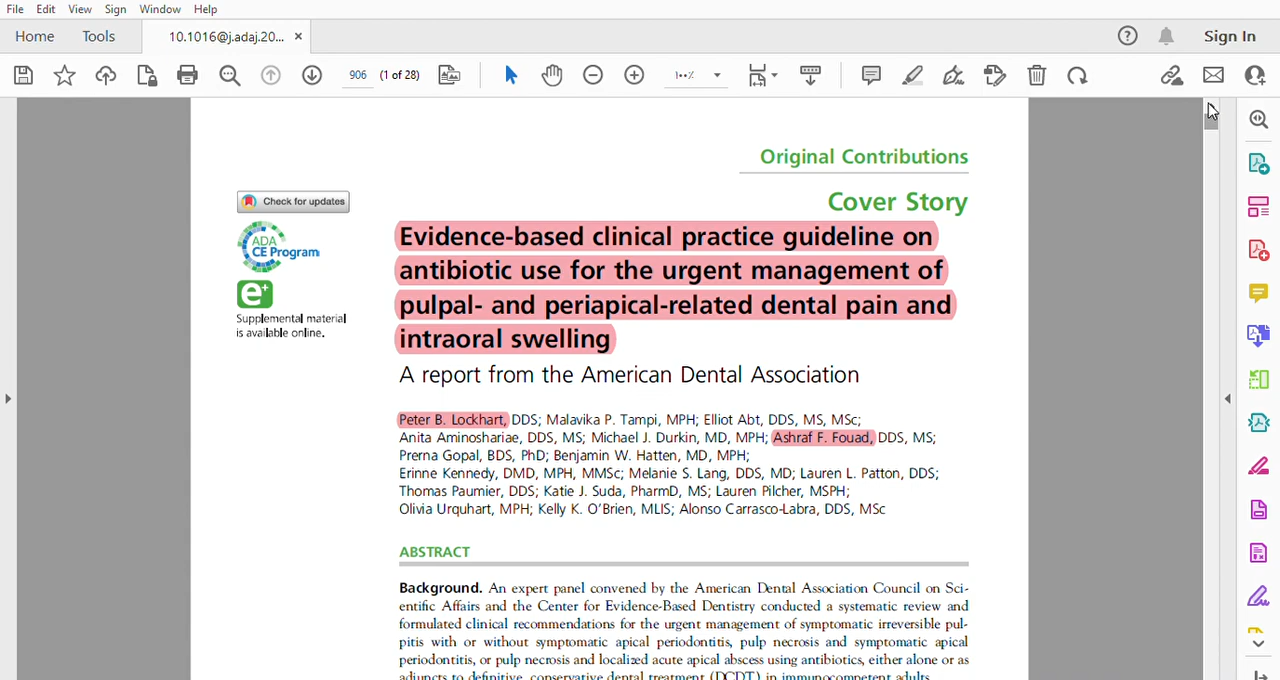 File Edit View Sign Window Help
Home Tools 10.1016@j.adaj.20... × Sign In
906 (1 of 28)
Original Contributions
Check for updates
Cover Story
ADA
CE Program
e+
Supplemental material
is available online.
Evidence-based clinical practice guideline on
antibiotic use for the urgent management of
pulpal- and periapical-related dental pain and
intraoral swelling
A report from the American Dental Association
Peter B. Lockhart, DDS; Malavika P. Tampi, MPH; Elliot Abt, DDS, MS, MSc;
Anita Aminoshariae, DDS, MS; Michael J. Durkin, MD, MPH; Ashraf F. Fouad, DDS, MS;
Prerna Gopal, BDS, PhD; Benjamin W. Hatten, MD, MPH;
Erinne Kennedy, DMD, MPH, MMSc; Melanie S. Lang, DDS, MD; Lauren L. Patton, DDS;
Thomas Paumier, DDS; Katie J. Suda, PharmD, MS; Lauren Pilcher, MSPH;
Olivia Urquhart, MPH; Kelly K. O'Brien, MLIS; Alonso Carrasco-Labra, DDS, MSc
ABSTRACT
Background. An expert panel convened by the American Dental Association Council on Sci-
entific Affairs and the Center for Evidence-Based Dentistry conducted a systematic review and
formulated clinical recommendations for the urgent management of symptomatic irreversible pul-
pitis with or without symptomatic apical periodontitis, pulp necrosis and symptomatic apical
periodontitis, or pulp necrosis and localized acute apical abscess using antibiotics, either alone or as
adjuncts to definitive, conservative dental treatment (DCDT) in immunocompetent adults.